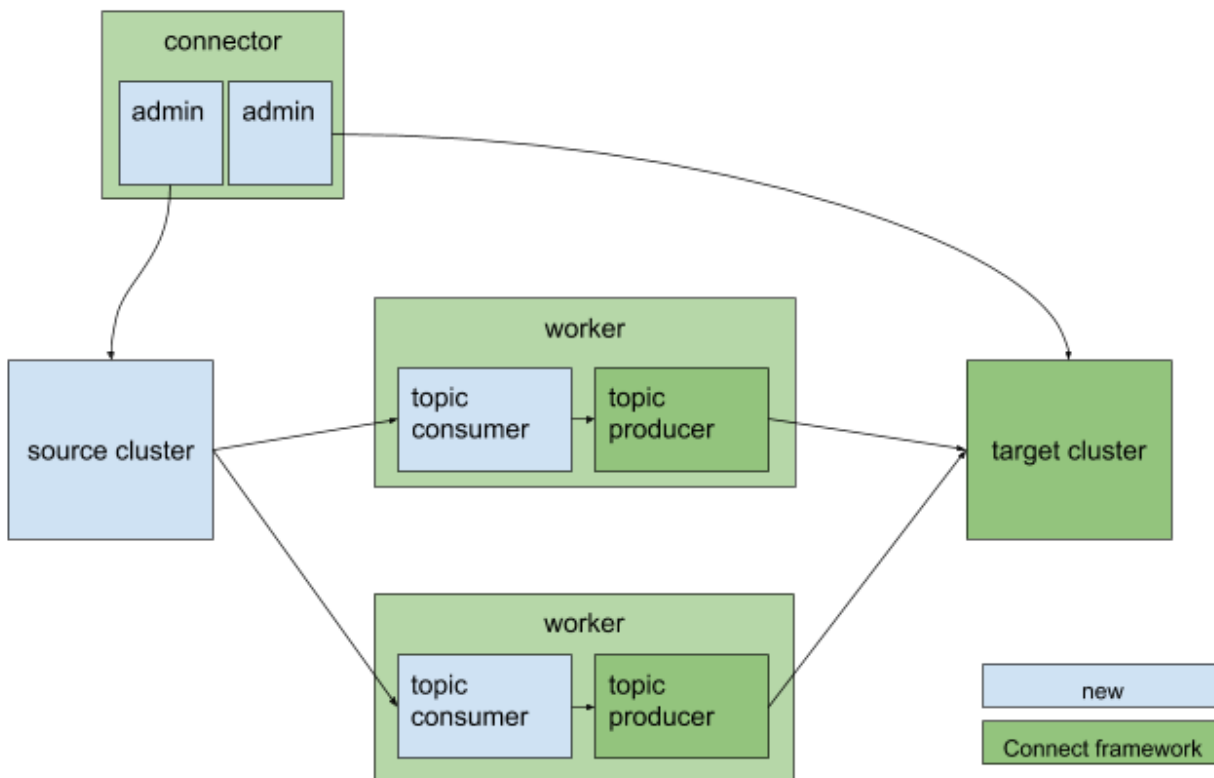 connector
admin
admin
worker
topic
consumer
topic
producer
source cluster
target cluster
worker
topic
consumer
topic
producer
new
Connect framework